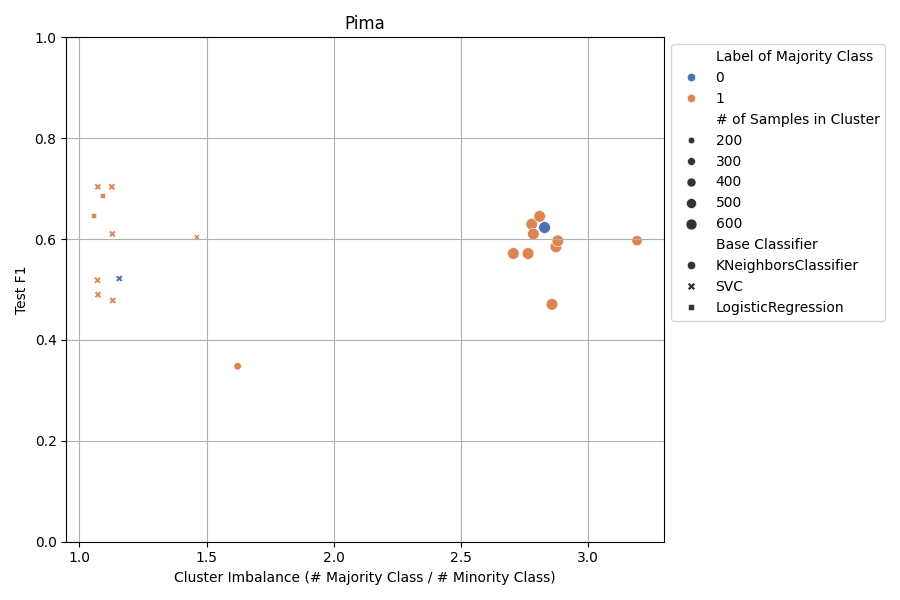 Pima
1.0
0.8
0.6
0.4
0.2
0.0
Test F1
1.0
1.5
2.0
2.5
3.0
Cluster Imbalance (# Majority Class / # Minority Class)
Label of Majority Class
0
1
# of Samples in Cluster
200
300
400
500
600
Base Classifier
KNeighborsClassifier
SVC
LogisticRegression